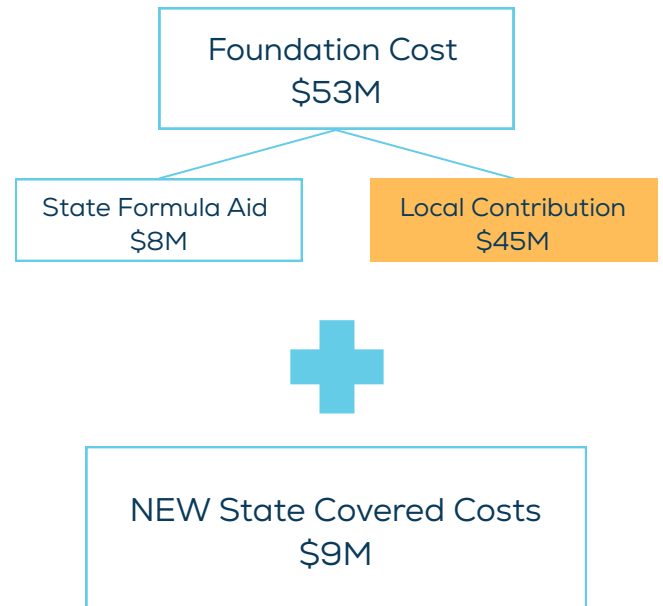 Foundation Cost
$53M
State Formula Aid
$8M
Local Contribution
$45M
NEW State Covered Costs
$9M